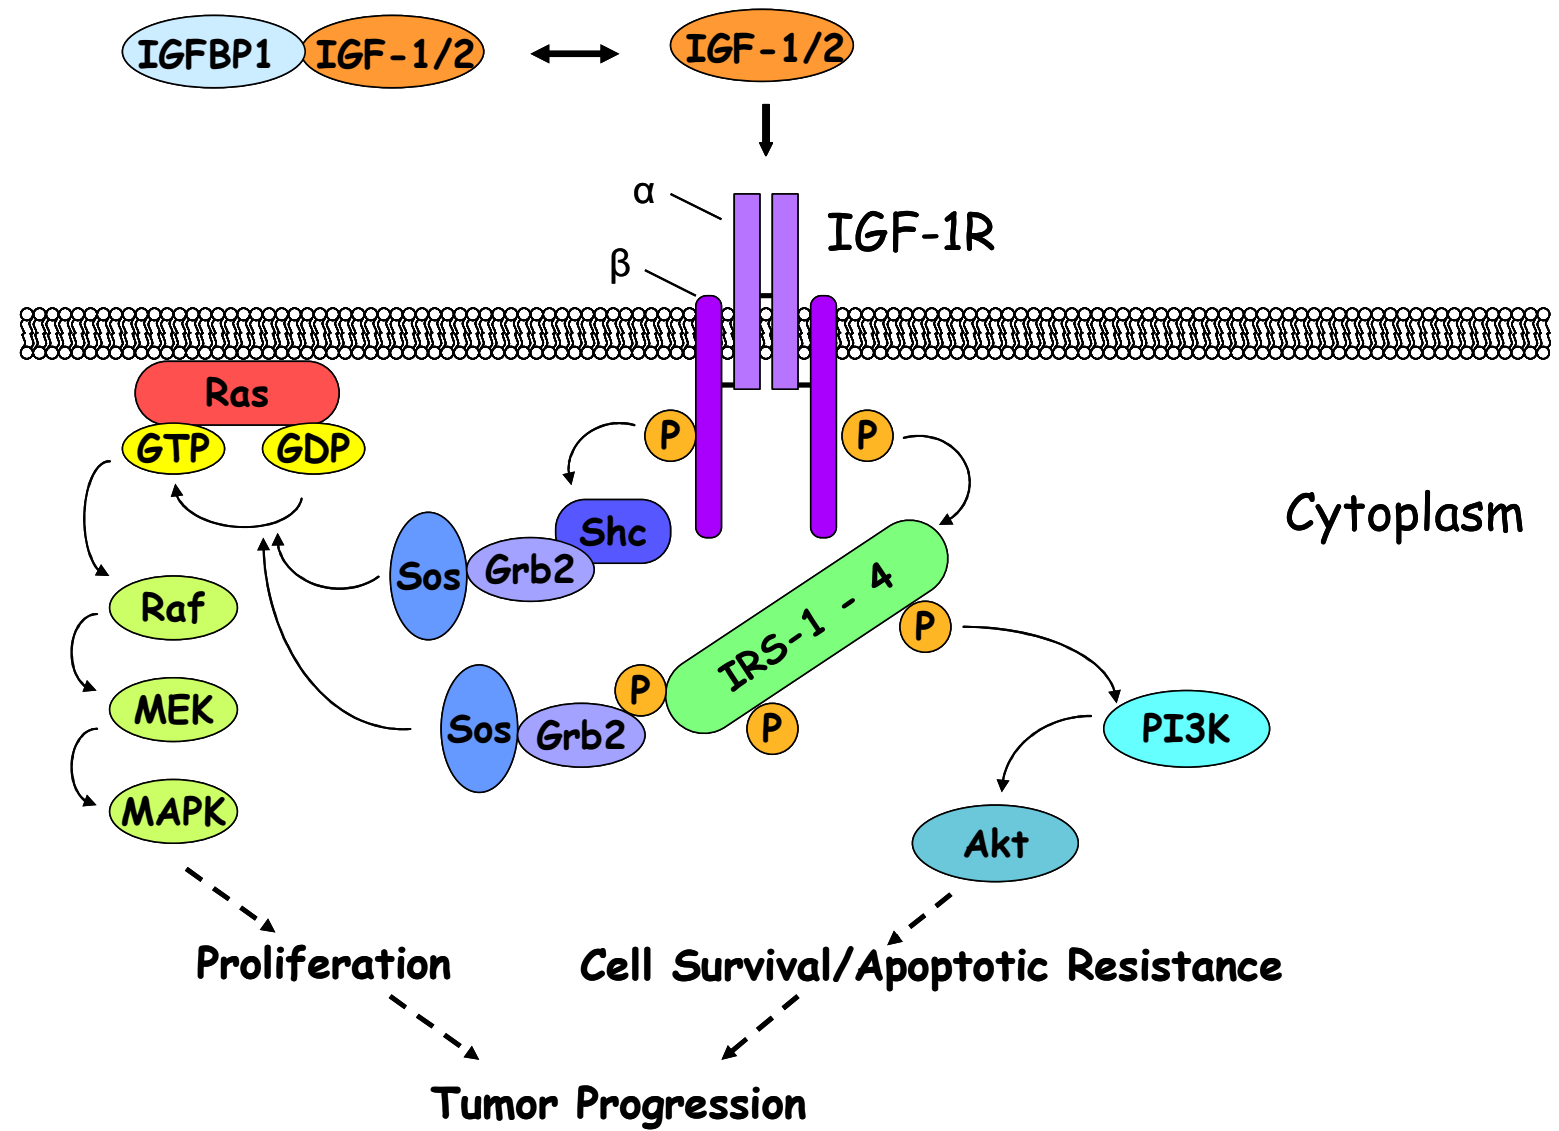 IGFBP1 IGF-1/2 IGF-1/2
α
IGF-1R
β
Ras
GTP GDP
P P
Cytoplasm
Shc
Sos Grb2
IRS-1 - 4
Raf
P
P
MEK
Sos Grb2
P
PI3K
MAPK
Akt
Proliferation
Cell Survival/Apoptotic Resistance
Tumor Progression